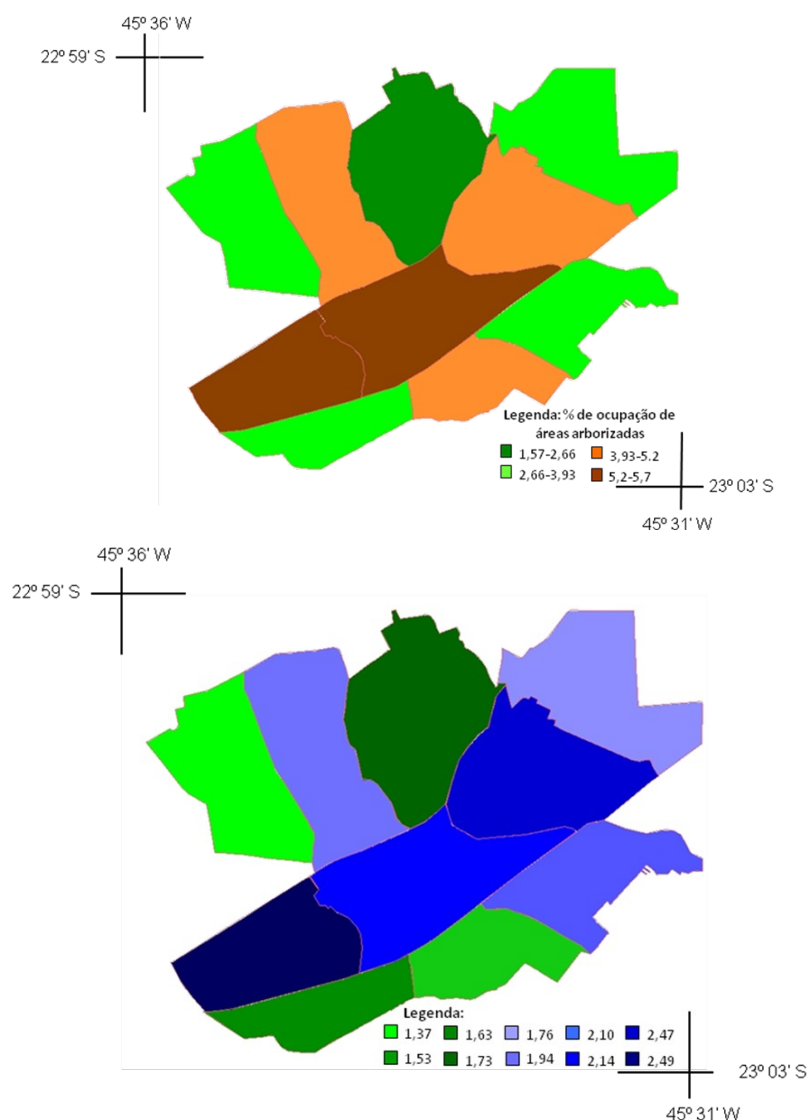 45º 36' W
22º 59' S
Legenda: % de ocupação de
áreas arborizadas
1,57-2,66 3,93-5.2
2,66-3,93 5,2-5,7
23º 03' S
45º 31' W
45º 36' W
22º 59' S
Legenda:
1,37 1,63 1,76 2,10 2,47
1,53 1,73 1,94 2,14 2,49
23º 03' S
45º 31' W